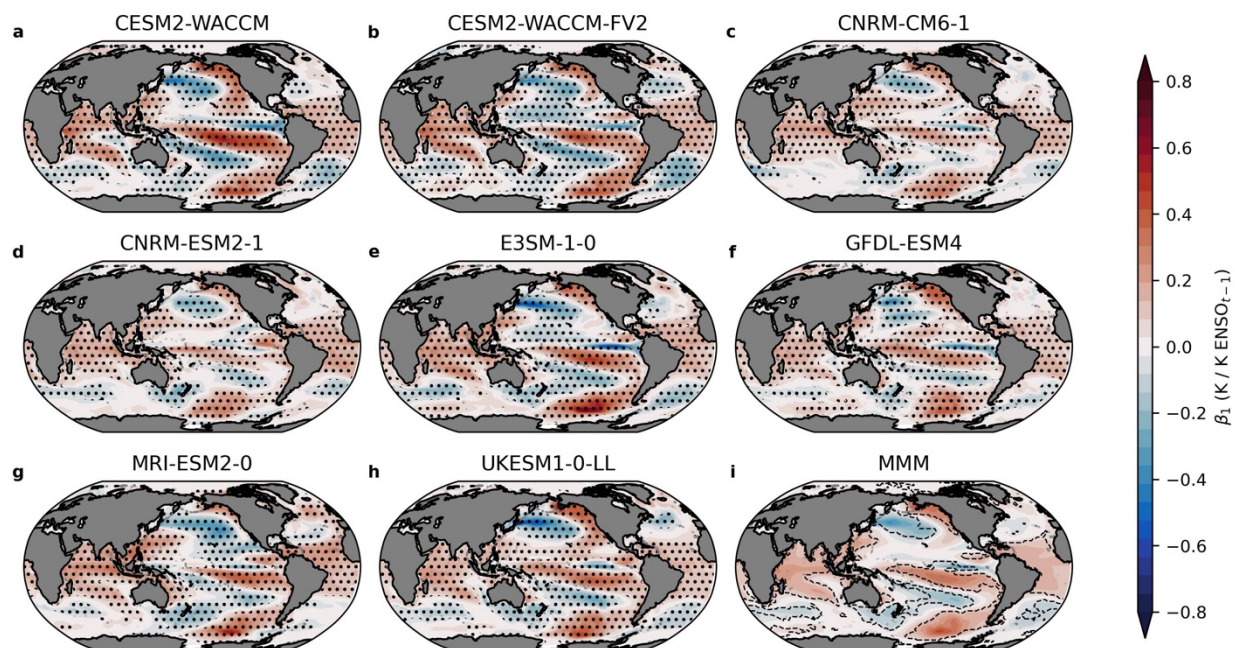 a CESM2-WACCM
b CESM2-WACCM-FV2
c CNRM-CM6-1
d CNRM-ESM2-1
e E3SM-1-0
f GFDL-ESM4
g MRI-ESM2-0
h UKESM1-0-LL
i MMM
0.8
0.6
0.4
0.2
0.0
−0.2
−0.4
−0.6
−0.8
β₁ (K / K ENSOₜ₋₁)